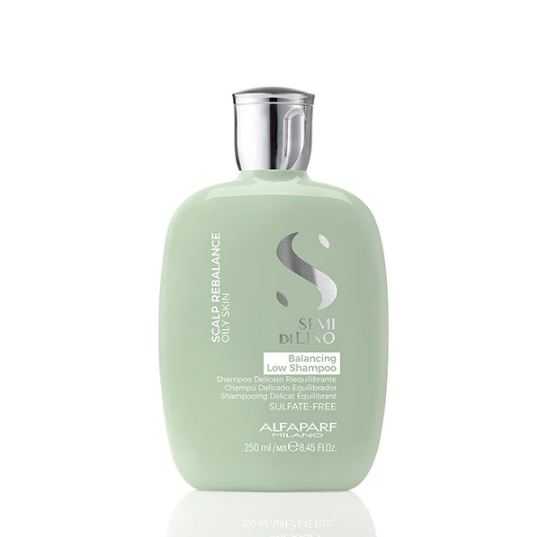 SCALP REBALANCE
OILY SKIN
SEMI
DI LINO
Balancing
Low Shampoo
Shampoo Delicato Riequilibrante
Champú Delicado Equilibrador
Shampooing Délicat Équilibrant
SULFATE-FREE
ALFAPARF
MILANO
250 ml / мл ℮ 8.45 Fl.Oz.